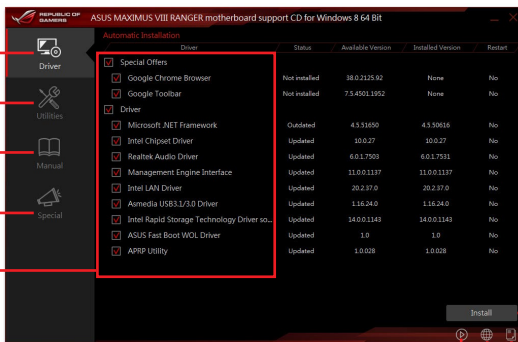 REPUBLIC OF
GAMERS
ASUS MAXIMUS VIII RANGER motherboard support CD for Windows 8 64 Bit
Automatic Installation
Driver Status Available Version Installed Version Restart
Special Offers
Google Chrome Browser Not installed 38.0.2125.92 None No
Google Toolbar Not installed 7.5.4501.1952 None No
Driver
Microsoft .NET Framework Outdated 4.5.51650 4.5.50616 No
Intel Chipset Driver Updated 10.0.27 10.0.27 No
Realtek Audio Driver Updated 6.0.1.7503 6.0.1.7531 No
Management Engine Interface Updated 11.0.0.1137 11.0.0.1137 No
Intel LAN Driver Updated 20.2.37.0 20.2.37.0 No
Asmedia USB3.1/3.0 Driver Updated 1.16.24.0 1.16.24.0 No
Intel Rapid Storage Technology Driver so... Updated 14.0.0.1143 14.0.0.1143 No
ASUS Fast Boot WOL Driver Updated 1.0 1.0 No
APRP Utility Updated 1.0.028 1.0.028 No
Driver
Utilities
Manual
Special
Install